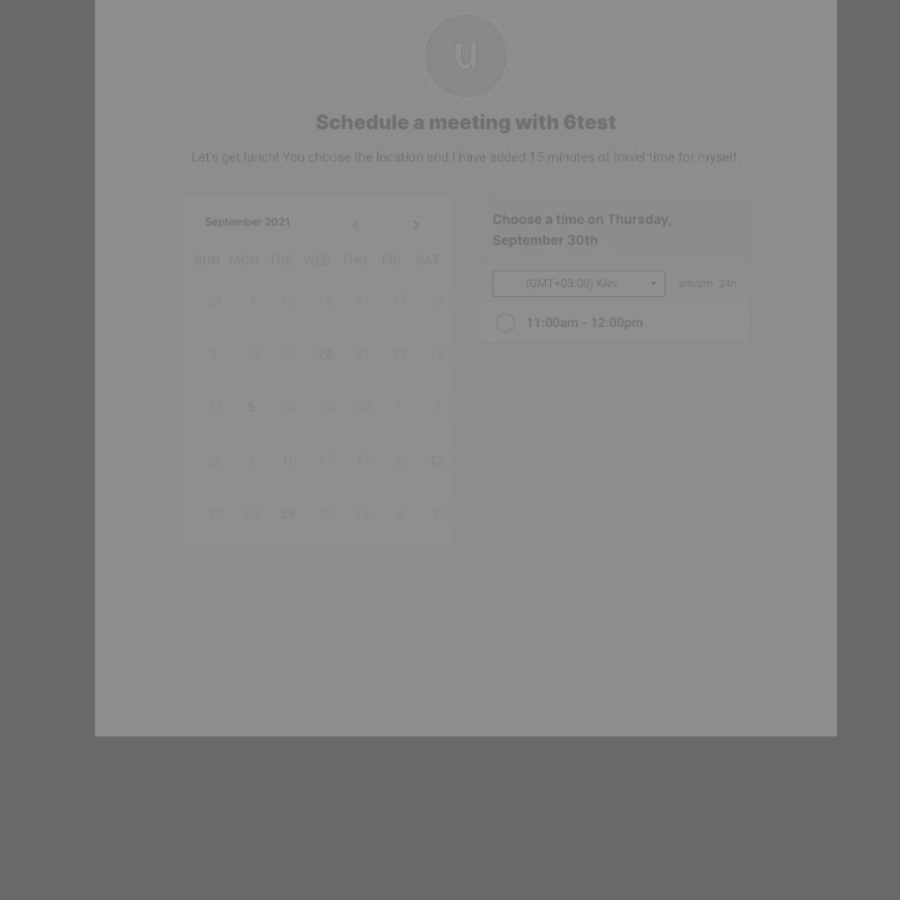 u
Schedule a meeting with 6test
Let's get lunch! You choose the location and I have added 15 minutes of travel time for myself.
September 2021
SUN MON TUE WED THU FRI SAT
24 4 15 15 11 17 21
8 27 18 28 21 29 14
13 5 10 29 30 1 3
26 6 18 17 17 30 12
20 23 28 30 15 6 31
Choose a time on Thursday,
September 30th
(GMT+03:00) Kiev
am/pm 24h
11:00am - 12:00pm